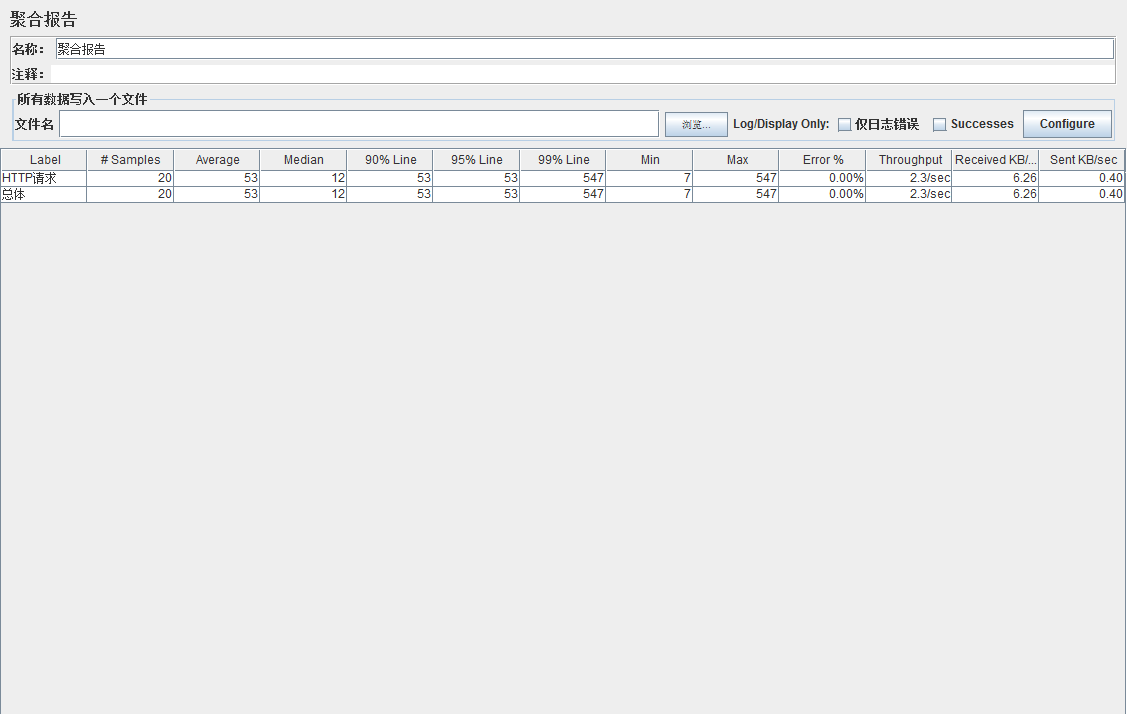 聚合报告
名称： 聚合报告
注释：
所有数据写入一个文件
文件名 浏览... Log/Display Only: 仅日志错误 Successes Configure
Label # Samples Average Median 90% Line 95% Line 99% Line Min Max Error % Throughput Received KB/... Sent KB/sec
HTTP请求 20 53 12 53 53 547 7 547 0.00% 2.3/sec 6.26 0.40
总体 20 53 12 53 53 547 7 547 0.00% 2.3/sec 6.26 0.40